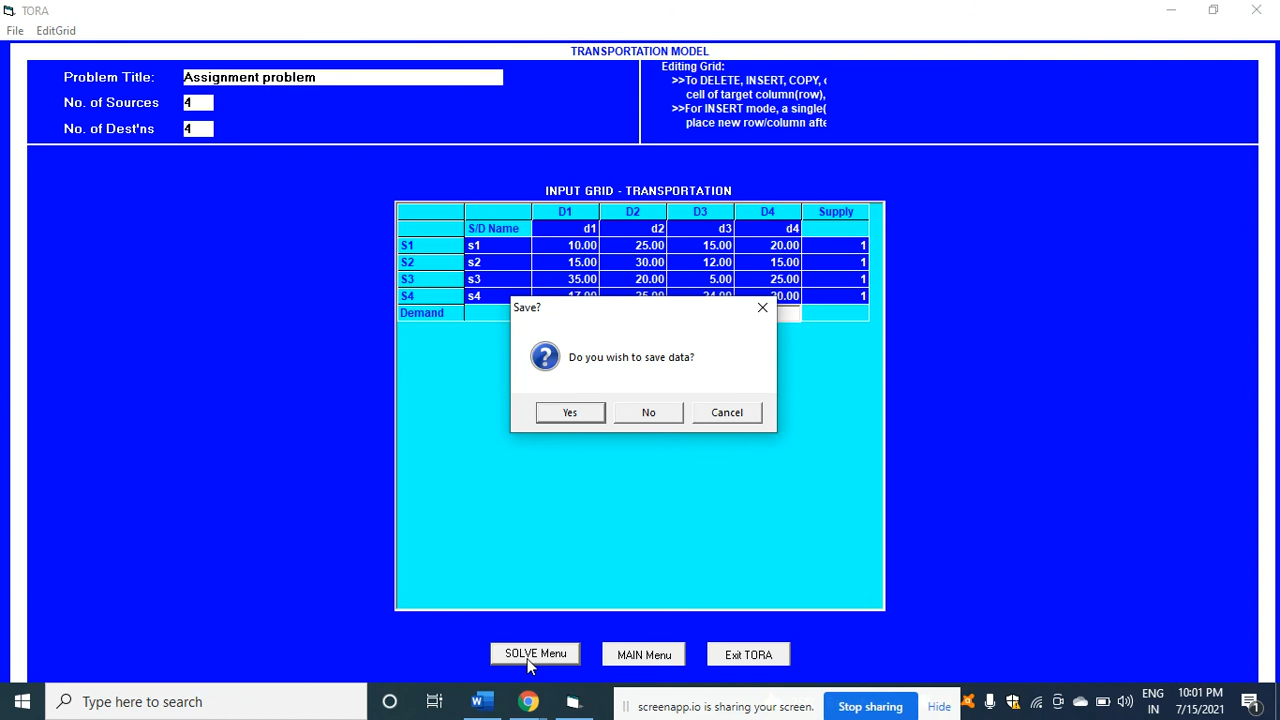 TORA
File EditGrid
TRANSPORTATION MODEL
Problem Title: Assignment problem
No. of Sources 4
No. of Dest'ns 4
Editing Grid:
>>To DELETE, INSERT, COPY,
cell of target column(row),
>>For INSERT mode, a single(
place new row/column afte
INPUT GRID - TRANSPORTATION
D1 D2 D3 D4 Supply
S/D Name d1 d2 d3 d4
S1 s1 10.00 25.00 15.00 20.00 1
S2 s2 15.00 30.00 12.00 15.00 1
S3 s3 35.00 20.00 5.00 25.00 1
S4 s4 1
Demand
Save?
Do you wish to save data?
Yes No Cancel
SOLVE Menu MAIN Menu Exit TORA
Type here to search
screenapp.io is sharing your screen. Stop sharing Hide
ENG
IN
10:01 PM
7/15/2021
1